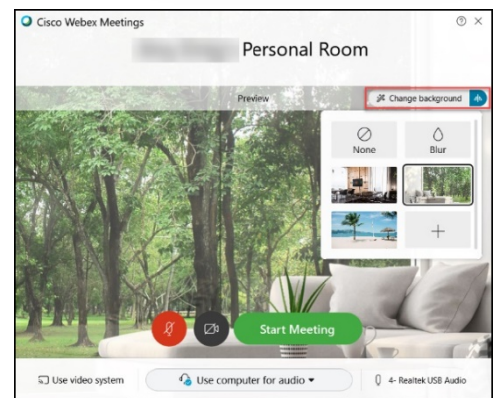 Cisco Webex Meetings
Personal Room
Preview
Change background
None
Blur
Start Meeting
Use video system
Use computer for audio
4- Realtek USB Audio